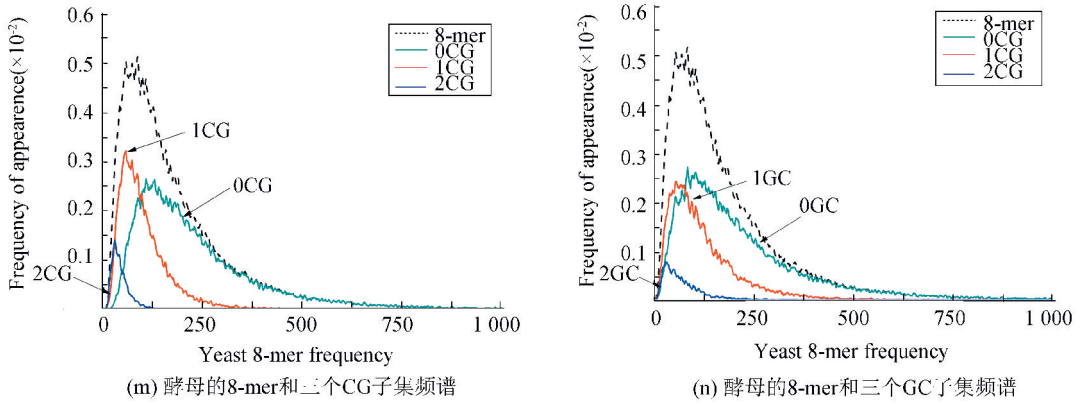 0.6
0.5
0.4
0.3
0.2
0.1
0
250
500
750
1 000
Frequency of appearence(×10⁻²)
Yeast 8-mer frequency
8-mer
0CG
1CG
2CG
1CG
0CG
2CG
(m) 酵母的8-mer和三个CG子集频谱
0.6
0.5
0.4
0.3
0.2
0.1
0
250
500
750
1 000
Frequency of appearence(×10⁻²)
Yeast 8-mer frequency
8-mer
0CG
1CG
2CG
1GC
0GC
2GC
(n) 酵母的8-mer和三个GC子集频谱